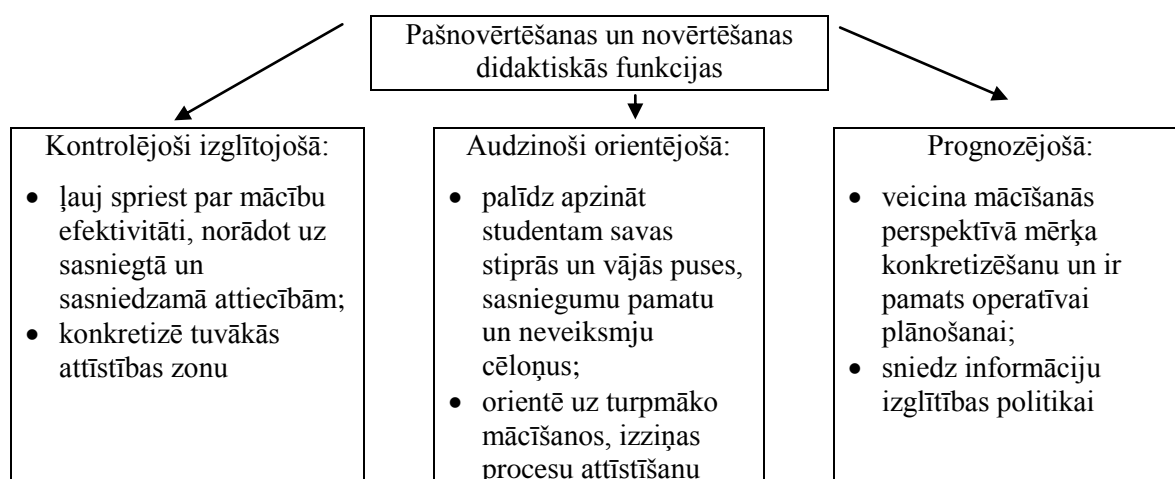 Pašnovērtēšanas un novērtēšanas
didaktiskās funkcijas
Kontrolējoši izglītojošā:
• ļauj spriest par mācību
efektivitāti, norādot uz
sasniegtā un
sasniedzamā attiecībām;
• konkretizē tuvākās
attīstības zonu
Audzinoši orientējošā:
• palīdz apzināt
studentam savas
stiprās un vājās puses,
sasniegumu pamatu
un neveiksmju
cēloņus;
• orientē uz turpmāko
mācīšanos, izziņas
procesu attīstīšanu
Prognozējošā:
• veicina mācīšanās
perspektīvā mērķa
konkretizēšanu un ir
pamats operatīvai
plānošanai;
• sniedz informāciju
izglītības politikai